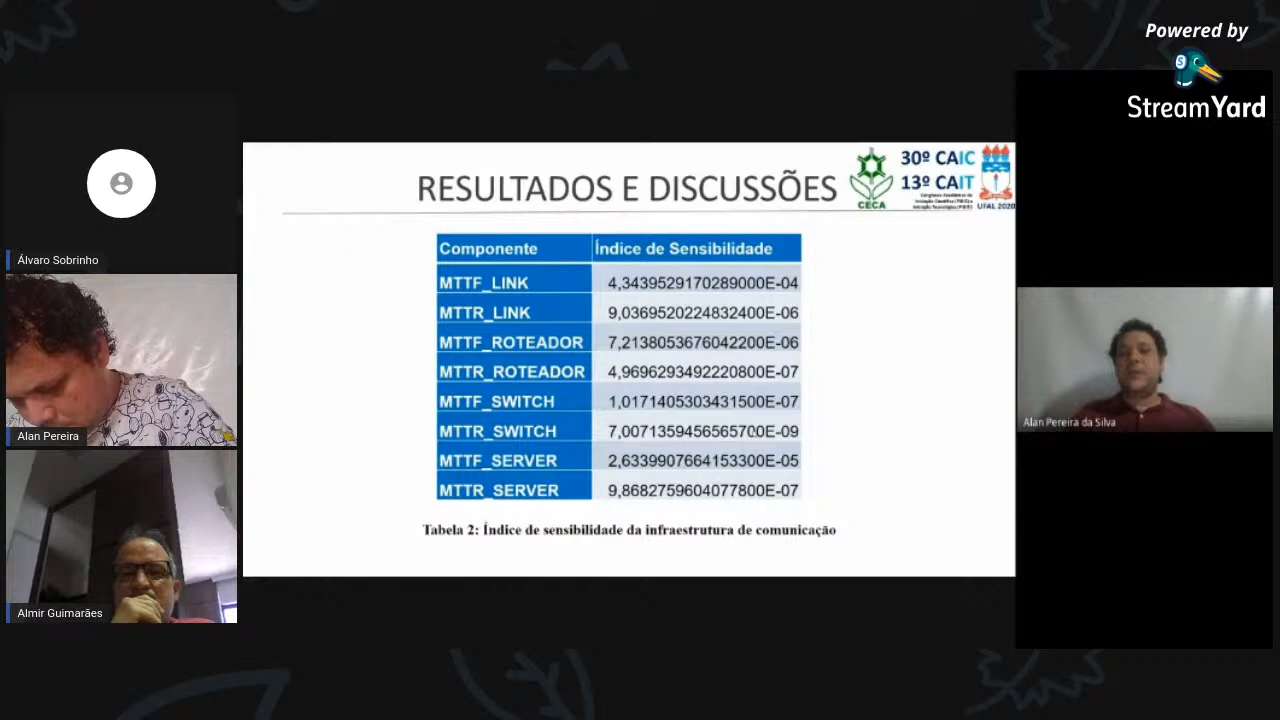 Powered by
StreamYard
Álvaro Sobrinho
Alan Pereira
Almir Guimarães
RESULTADOS E DISCUSSÕES
CECA
30º CAIC
13º CAIT
UFAL 2020
Componente Índice de Sensibilidade
MTTF_LINK 4,3439529170289000E-04
MTTR_LINK 9,0369520224832400E-06
MTTF_ROTEADOR 7,2138053676042200E-06
MTTR_ROTEADOR 4,9696293492220800E-07
MTTF_SWITCH 1,0171405303431500E-07
MTTR_SWITCH 7,0071359456565700E-09
MTTF_SERVER 2,6339907664153300E-05
MTTR_SERVER 9,8682759604077800E-07
Tabela 2: Índice de sensibilidade da infraestrutura de comunicação
Alan Pereira da Silva